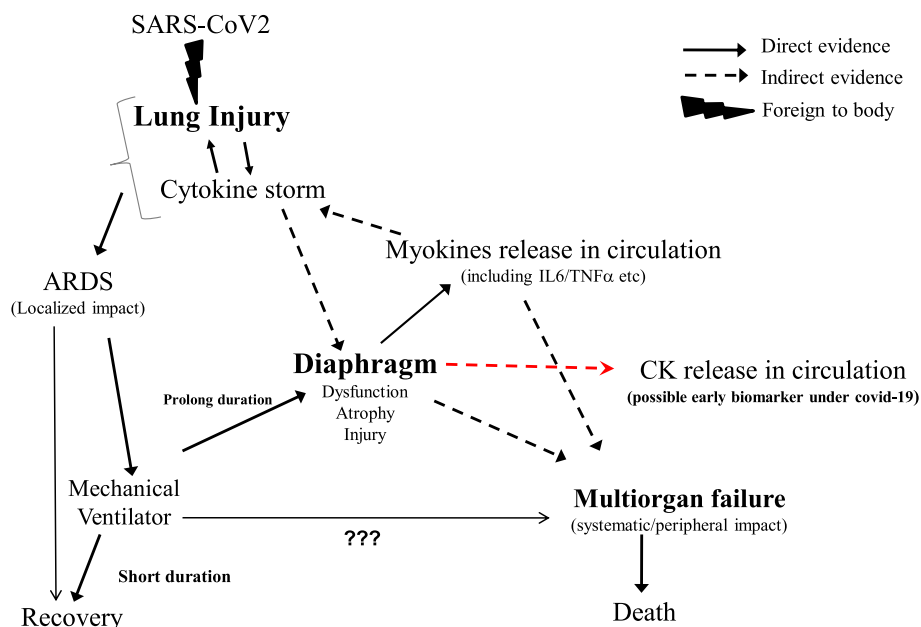 SARS-CoV2
Direct evidence
Indirect evidence
Foreign to body
Lung Injury
Cytokine storm
Myokines release in circulation
(including IL6/TNFα etc)
ARDS
(Localized impact)
Diaphragm
Dysfunction
Atrophy
Injury
CK release in circulation
(possible early biomarker under covid-19)
Prolong duration
Mechanical
Ventilator
Multiorgan failure
(systematic/peripheral impact)
???
Short duration
Recovery
Death